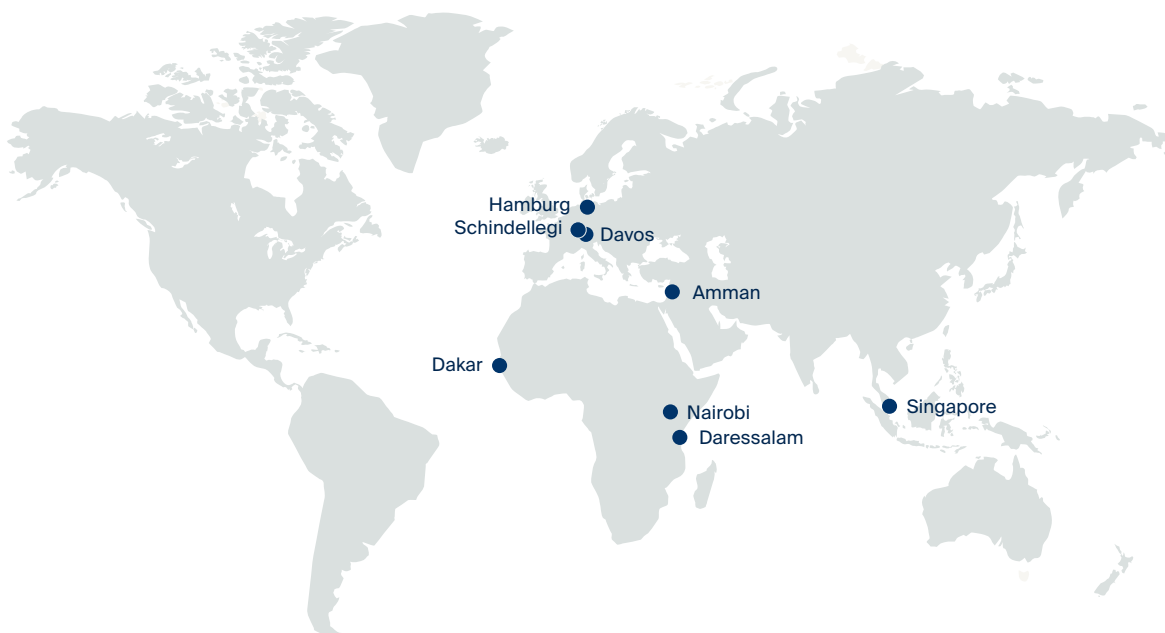 Hamburg
Schindellegi
Davos
Amman
Dakar
Nairobi
Singapore
Daressalam